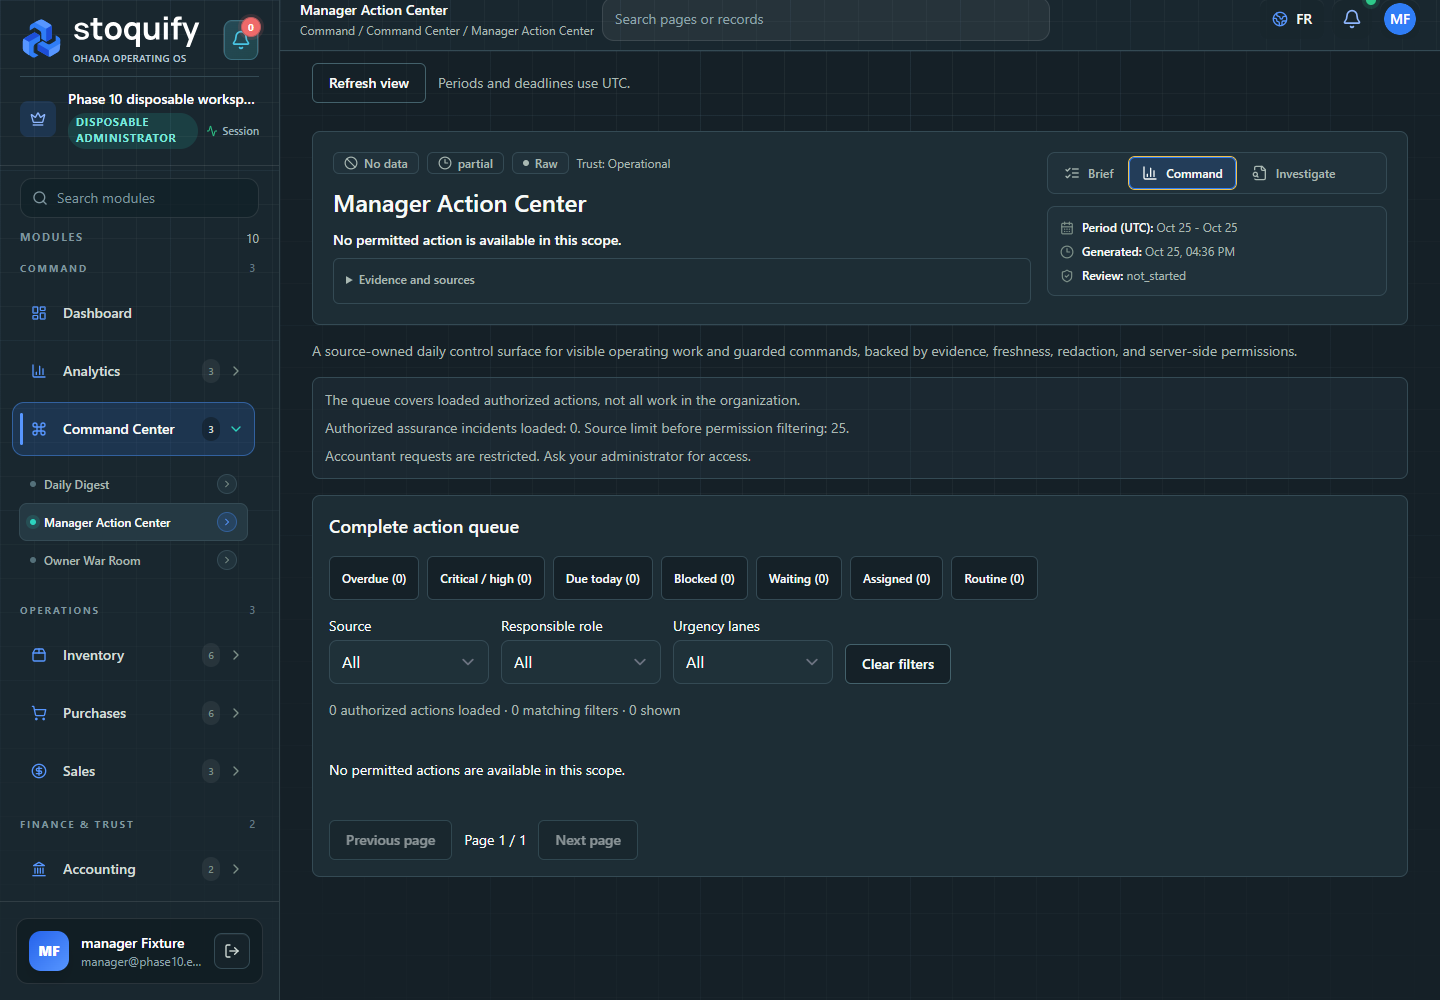 stoquify
OHADA OPERATING OS
0
Phase 10 disposable worksp...
DISPOSABLE
ADMINISTRATOR
Session
Search modules
MODULES
10
COMMAND
3
Dashboard
Analytics
3
Command Center
3
Daily Digest
Manager Action Center
Owner War Room
OPERATIONS
3
Inventory
6
Purchases
6
Sales
3
FINANCE & TRUST
2
Accounting
2
MF
manager Fixture
manager@phase10.e...
Manager Action Center
Command / Command Center / Manager Action Center
Search pages or records
FR
MF
Refresh view
Periods and deadlines use UTC.
No data
partial
Raw
Trust: Operational
Manager Action Center
No permitted action is available in this scope.
Evidence and sources
Brief
Command
Investigate
Period (UTC): Oct 25 - Oct 25
Generated: Oct 25, 04:36 PM
Review: not_started
A source-owned daily control surface for visible operating work and guarded commands, backed by evidence, freshness, redaction, and server-side permissions.
The queue covers loaded authorized actions, not all work in the organization.
Authorized assurance incidents loaded: 0. Source limit before permission filtering: 25.
Accountant requests are restricted. Ask your administrator for access.
Complete action queue
Overdue (0)
Critical / high (0)
Due today (0)
Blocked (0)
Waiting (0)
Assigned (0)
Routine (0)
Source
Responsible role
Urgency lanes
All
All
All
Clear filters
0 authorized actions loaded · 0 matching filters · 0 shown
No permitted actions are available in this scope.
Previous page
Page 1 / 1
Next page